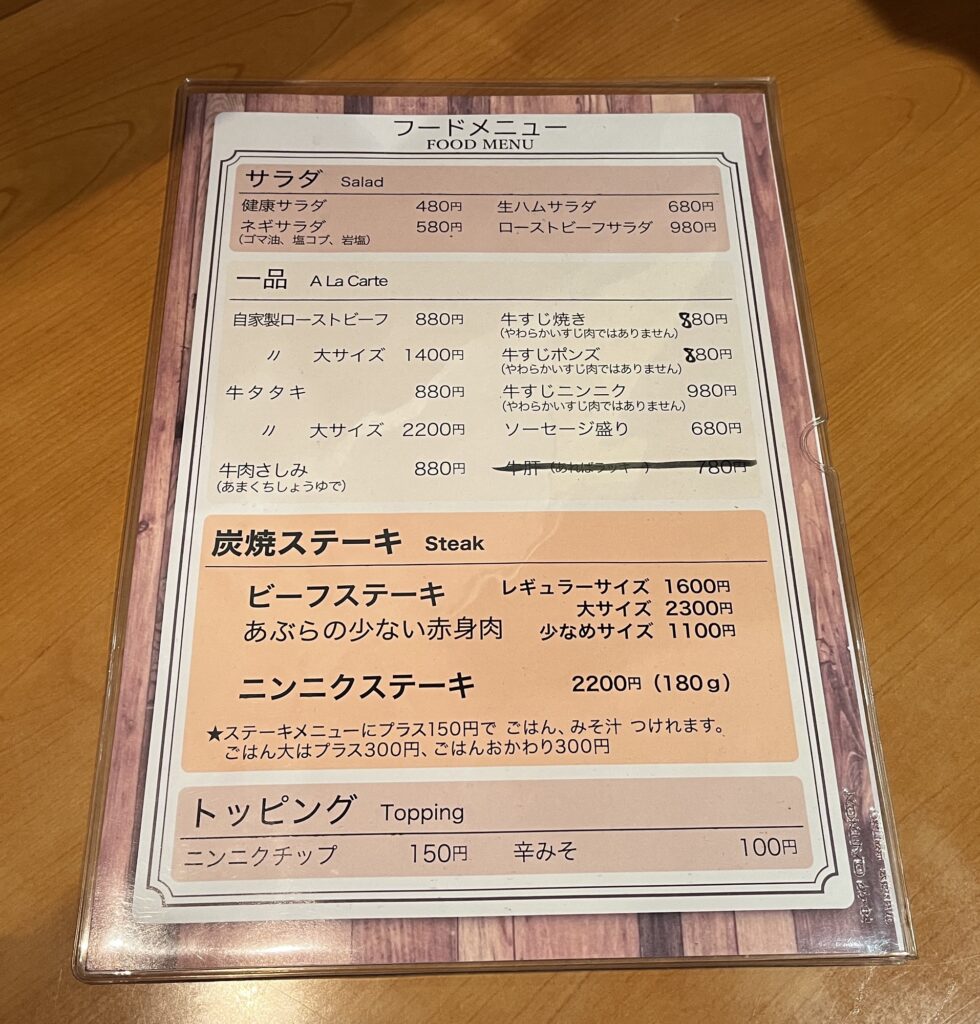 フードメニュー
FOOD MENU
サラダ Salad
健康サラダ 480円 生ハムサラダ 680円
ネギサラダ 580円 ローストビーフサラダ 980円
(ゴマ油、塩コブ、岩塩)
一品 A La Carte
自家製ローストビーフ 880円 牛すじ焼き 880円
(やわらかいすじ肉ではありません)
〃 大サイズ 1400円 牛すじポンズ 880円
(やわらかいすじ肉ではありません)
牛タタキ 880円 牛すじニンニク 980円
(やわらかいすじ肉ではありません)
〃 大サイズ 2200円 ソーセージ盛り 680円
牛肉さしみ 880円 牛肝(あればラッキー) 780円
(あまくちしょうゆで)
炭焼ステーキ Steak
ビーフステーキ レギュラーサイズ 1600円
大サイズ 2300円
あぶらの少ない赤身肉 少なめサイズ 1100円
ニンニクステーキ 2200円(180g)
★ステーキメニューにプラス150円で ごはん、みそ汁 つけれます。
ごはん大はプラス300円、ごはんおかわり300円
トッピング Topping
ニンニクチップ 150円 辛みそ 100円